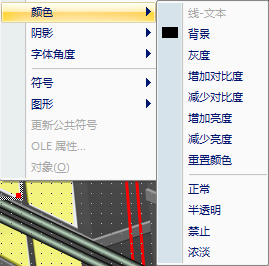 颜色
阴影
字体角度
符号
图形
更新公共符号
OLE 属性...
对象(O)
线-文本
背景
灰度
增加对比度
减少对比度
增加亮度
减少亮度
重置颜色
正常
半透明
禁止
浓淡